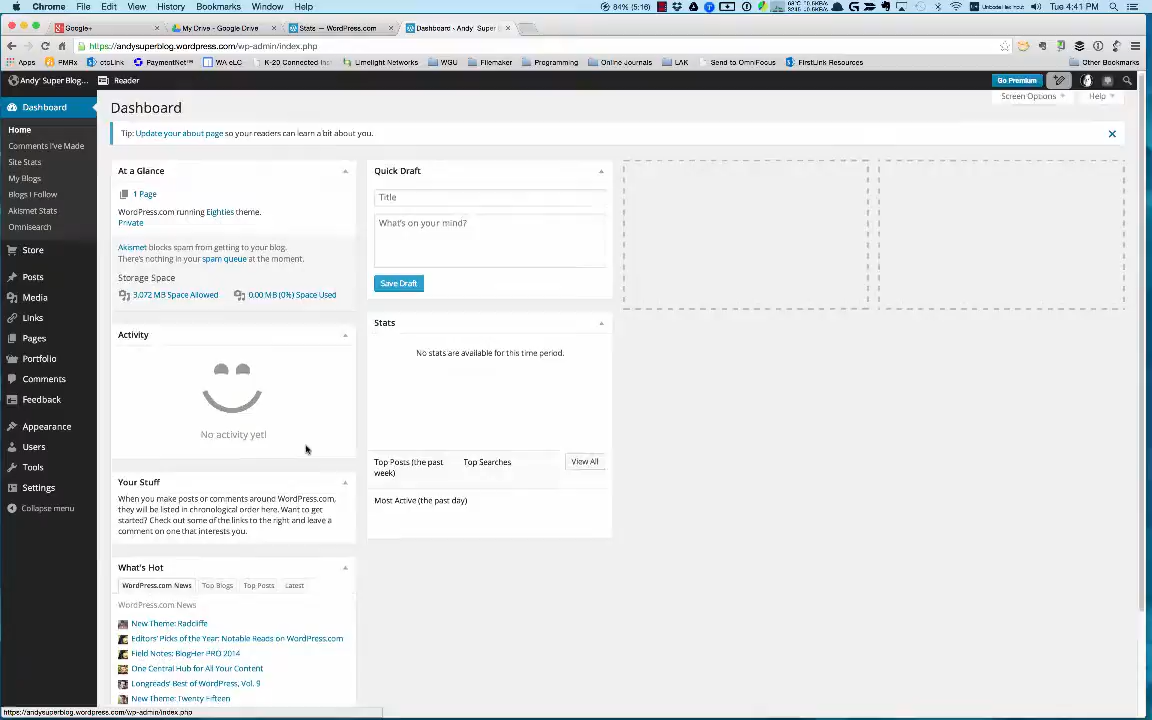 Chrome File Edit View History Bookmarks Window Help
84% (5:16)
Tue 4:41 PM
Google+
My Drive - Google Drive
Stats — WordPress.com
Dashboard - Andy' Super
https://andysuperblog.wordpress.com/wp-admin/index.php
Apps PMRx ctcLink PaymentNet™ WA eLC K-20 Connected Inst Limelight Networks WGU Filemaker Programming Online Journals LAK Send to OmniFocus FirstLink Resources Other Bookmarks
Andy' Super Blog... Reader Go Premium
Dashboard
Home
Comments I've Made
Site Stats
My Blogs
Blogs I Follow
Akismet Stats
Omnisearch
Store
Posts
Media
Links
Pages
Portfolio
Comments
Feedback
Appearance
Users
Tools
Settings
Collapse menu
Screen Options
Help
Dashboard
Tip: Update your about page so your readers can learn a bit about you.
At a Glance
1 Page
WordPress.com running Eighties theme.
Private
Akismet blocks spam from getting to your blog.
There's nothing in your spam queue at the moment.
Storage Space
3,072 MB Space Allowed
0.00 MB (0%) Space Used
Activity
No activity yet!
Your Stuff
When you make posts or comments around WordPress.com,
they will be listed in chronological order here. Want to get
started? Check out some of the links to the right and leave a
comment on one that interests you.
What's Hot
WordPress.com News Top Blogs Top Posts Latest
WordPress.com News
New Theme: Radcliffe
Editors' Picks of the Year: Notable Reads on WordPress.com
Field Notes: BlogHer PRO 2014
One Central Hub for All Your Content
Longreads' Best of WordPress, Vol. 9
New Theme: Twenty Fifteen
Quick Draft
Title
What's on your mind?
Save Draft
Stats
No stats are available for this time period.
Top Posts (the past
week)
Top Searches
View All
Most Active (the past day)
https://andysuperblog.wordpress.com/wp-admin/index.php